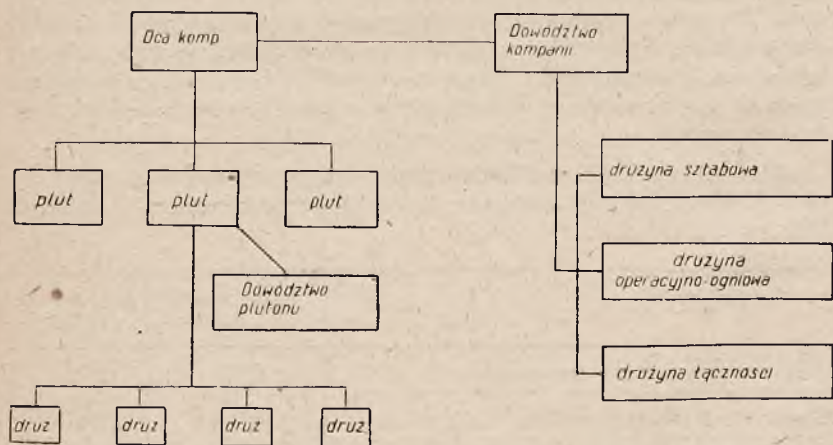 Dca komp
Dowództwo
kompanii
plut
plut
plut
drużyna sztabowa
drużyna
operacyjno-ogniowa
Dowództwo
plutonu
drużyna łączności
druż
druż
druż
druż